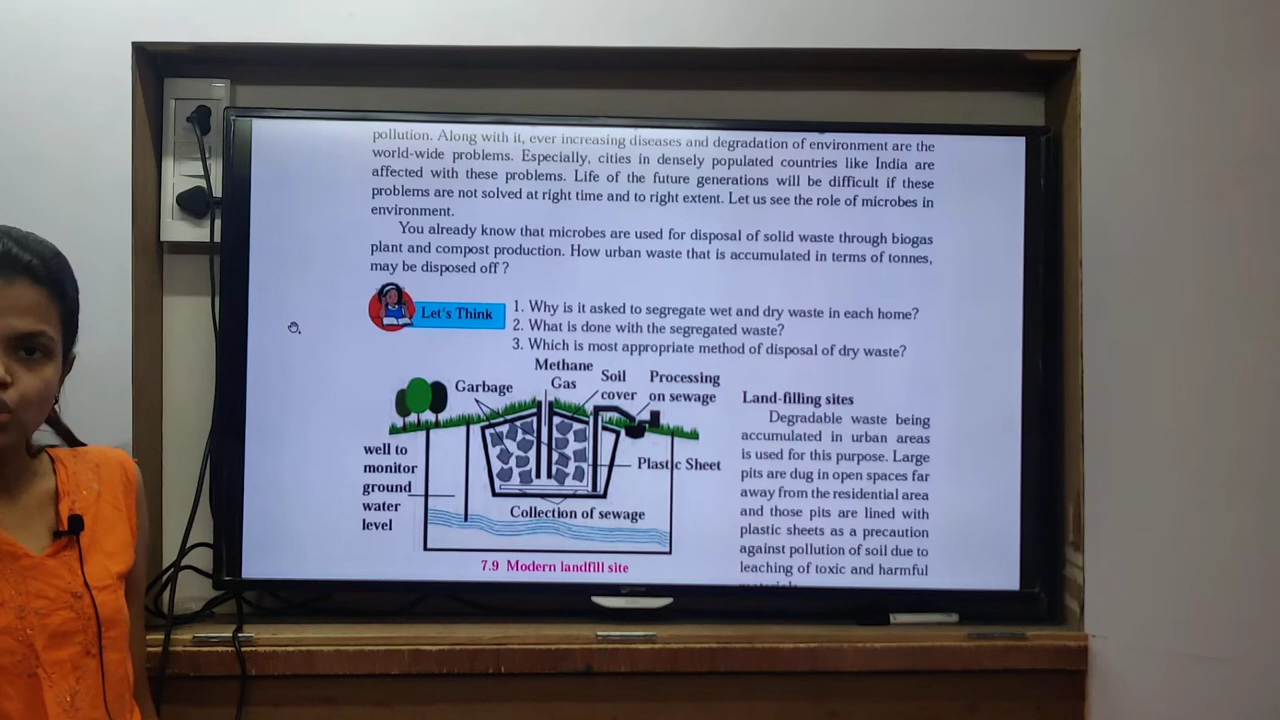 pollution. Along with it, ever increasing diseases and degradation of environment are the
world-wide problems. Especially, cities in densely populated countries like India are
affected with these problems. Life of the future generations will be difficult if these
problems are not solved at right time and to right extent. Let us see the role of microbes in
environment.
You already know that microbes are used for disposal of solid waste through biogas
plant and compost production. How urban waste that is accumulated in terms of tonnes,
may be disposed off ?
Let's Think
1. Why is it asked to segregate wet and dry waste in each home?
2. What is done with the segregated waste?
3. Which is most appropriate method of disposal of dry waste?
Garbage
Methane
Gas
Soil
cover
Processing
on sewage
well to
monitor
ground
water
level
Plastic Sheet
Collection of sewage
7.9 Modern landfill site
Land-filling sites
Degradable waste being
accumulated in urban areas
is used for this purpose. Large
pits are dug in open spaces far
away from the residential area
and those pits are lined with
plastic sheets as a precaution
against pollution of soil due to
leaching of toxic and harmful